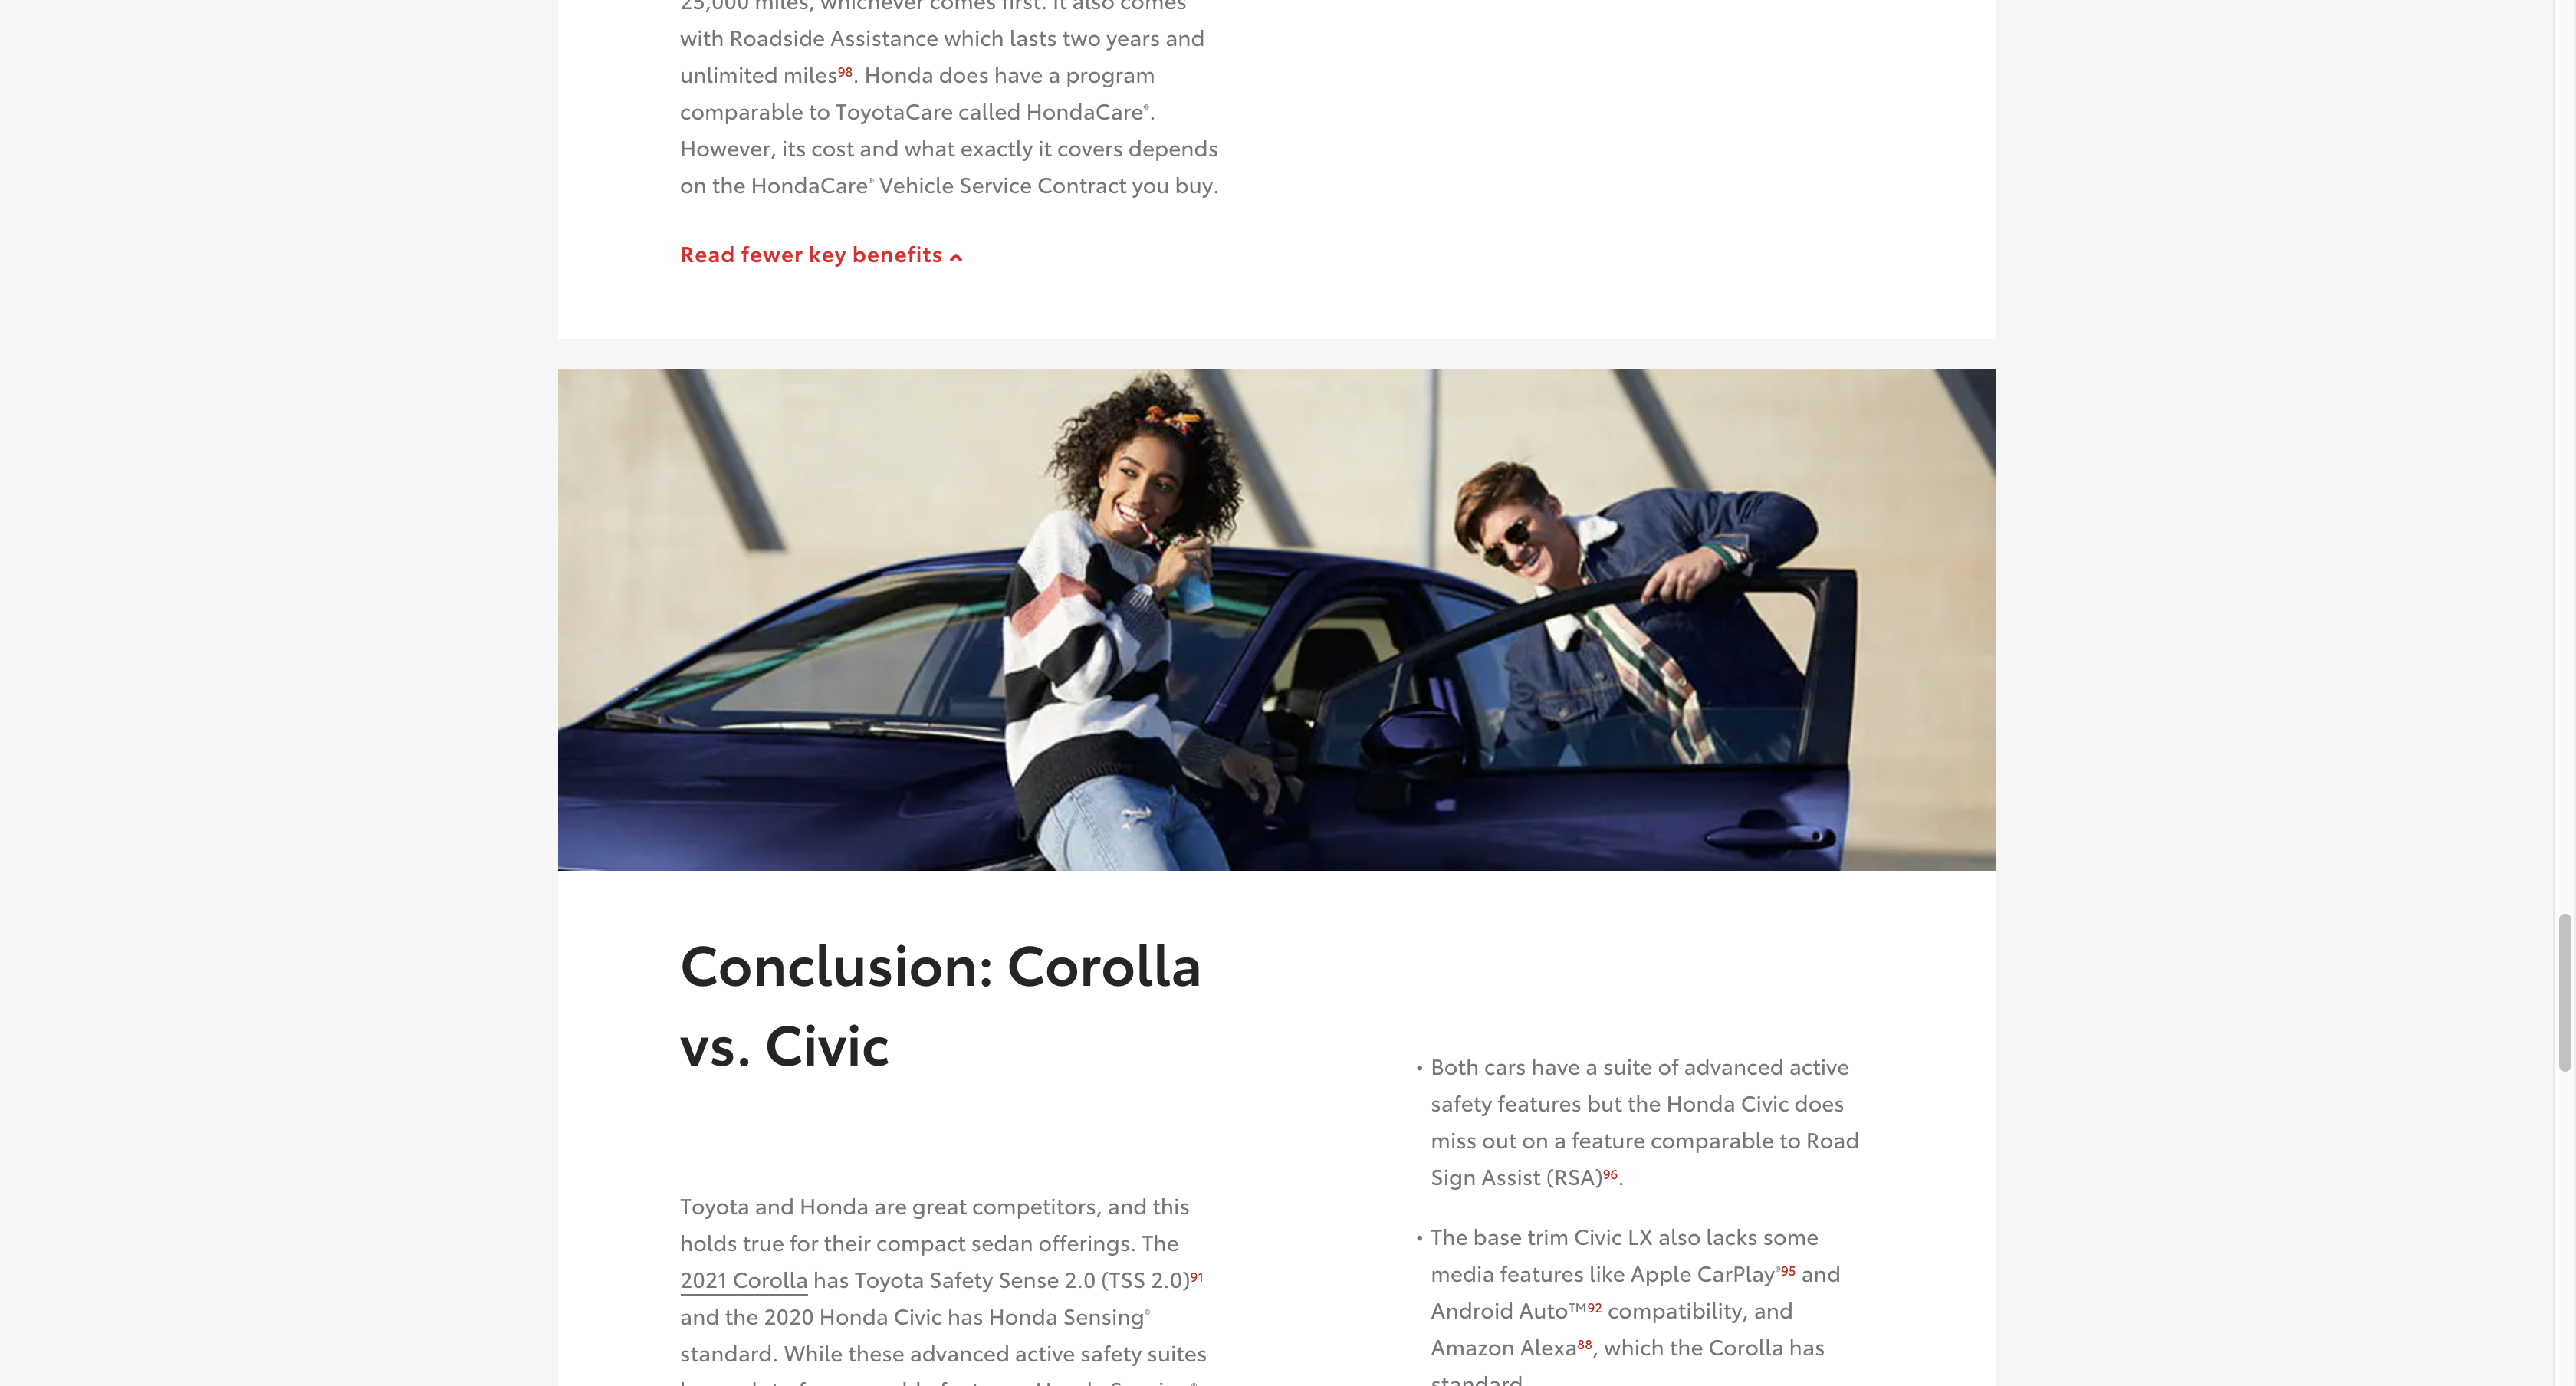 25,000 miles, whichever comes first. It also comes
with Roadside Assistance which lasts two years and
unlimited miles98. Honda does have a program
comparable to ToyotaCare called HondaCare®.
However, its cost and what exactly it covers depends
on the HondaCare® Vehicle Service Contract you buy.
Read fewer key benefits
Conclusion: Corolla
vs. Civic
Toyota and Honda are great competitors, and this
holds true for their compact sedan offerings. The
2021 Corolla has Toyota Safety Sense 2.0 (TSS 2.0)91
and the 2020 Honda Civic has Honda Sensing®
standard. While these advanced active safety suites
• Both cars have a suite of advanced active
safety features but the Honda Civic does
miss out on a feature comparable to Road
Sign Assist (RSA)96.
• The base trim Civic LX also lacks some
media features like Apple CarPlay®95 and
Android Auto™92 compatibility, and
Amazon Alexa88, which the Corolla has
standard.